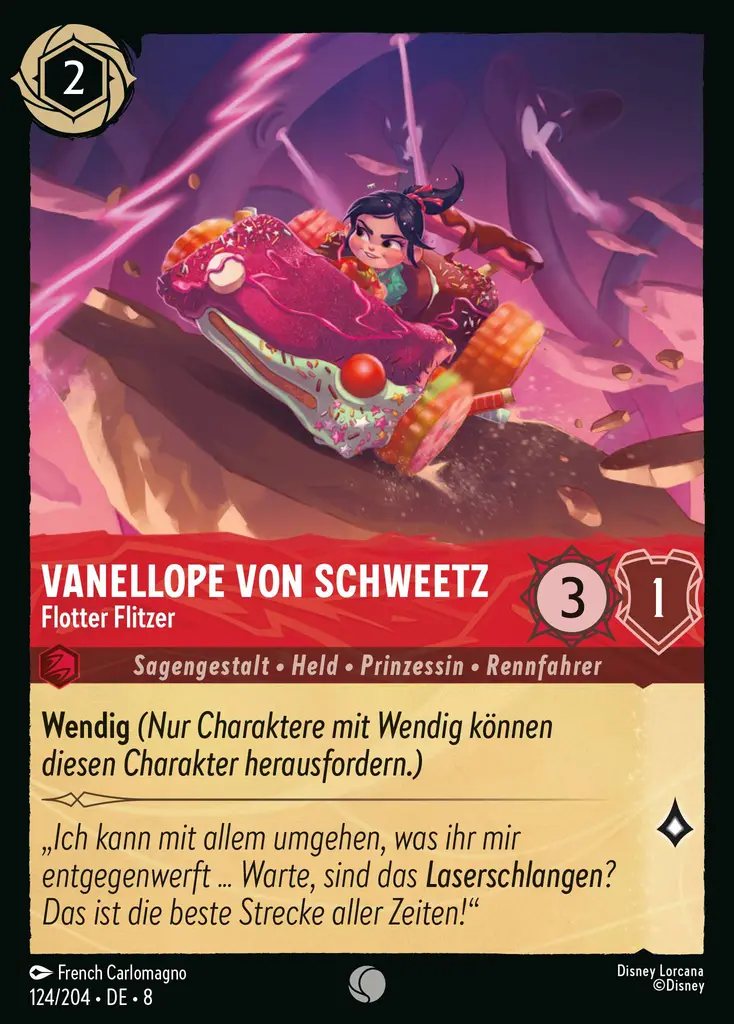 2
VANELLOPE VON SCHWEETZ
Flotter Flitzer
3
1
Sagengestalt • Held • Prinzessin • Rennfahrer
Wendig (Nur Charaktere mit Wendig können
diesen Charakter herausfordern.)
„Ich kann mit allem umgehen, was ihr mir
entgegenwerft ... Warte, sind das Laserschlangen?
Das ist die beste Strecke aller Zeiten!“
French Carlomagno
Disney Lorcana
124/204 • DE • 8
©Disney